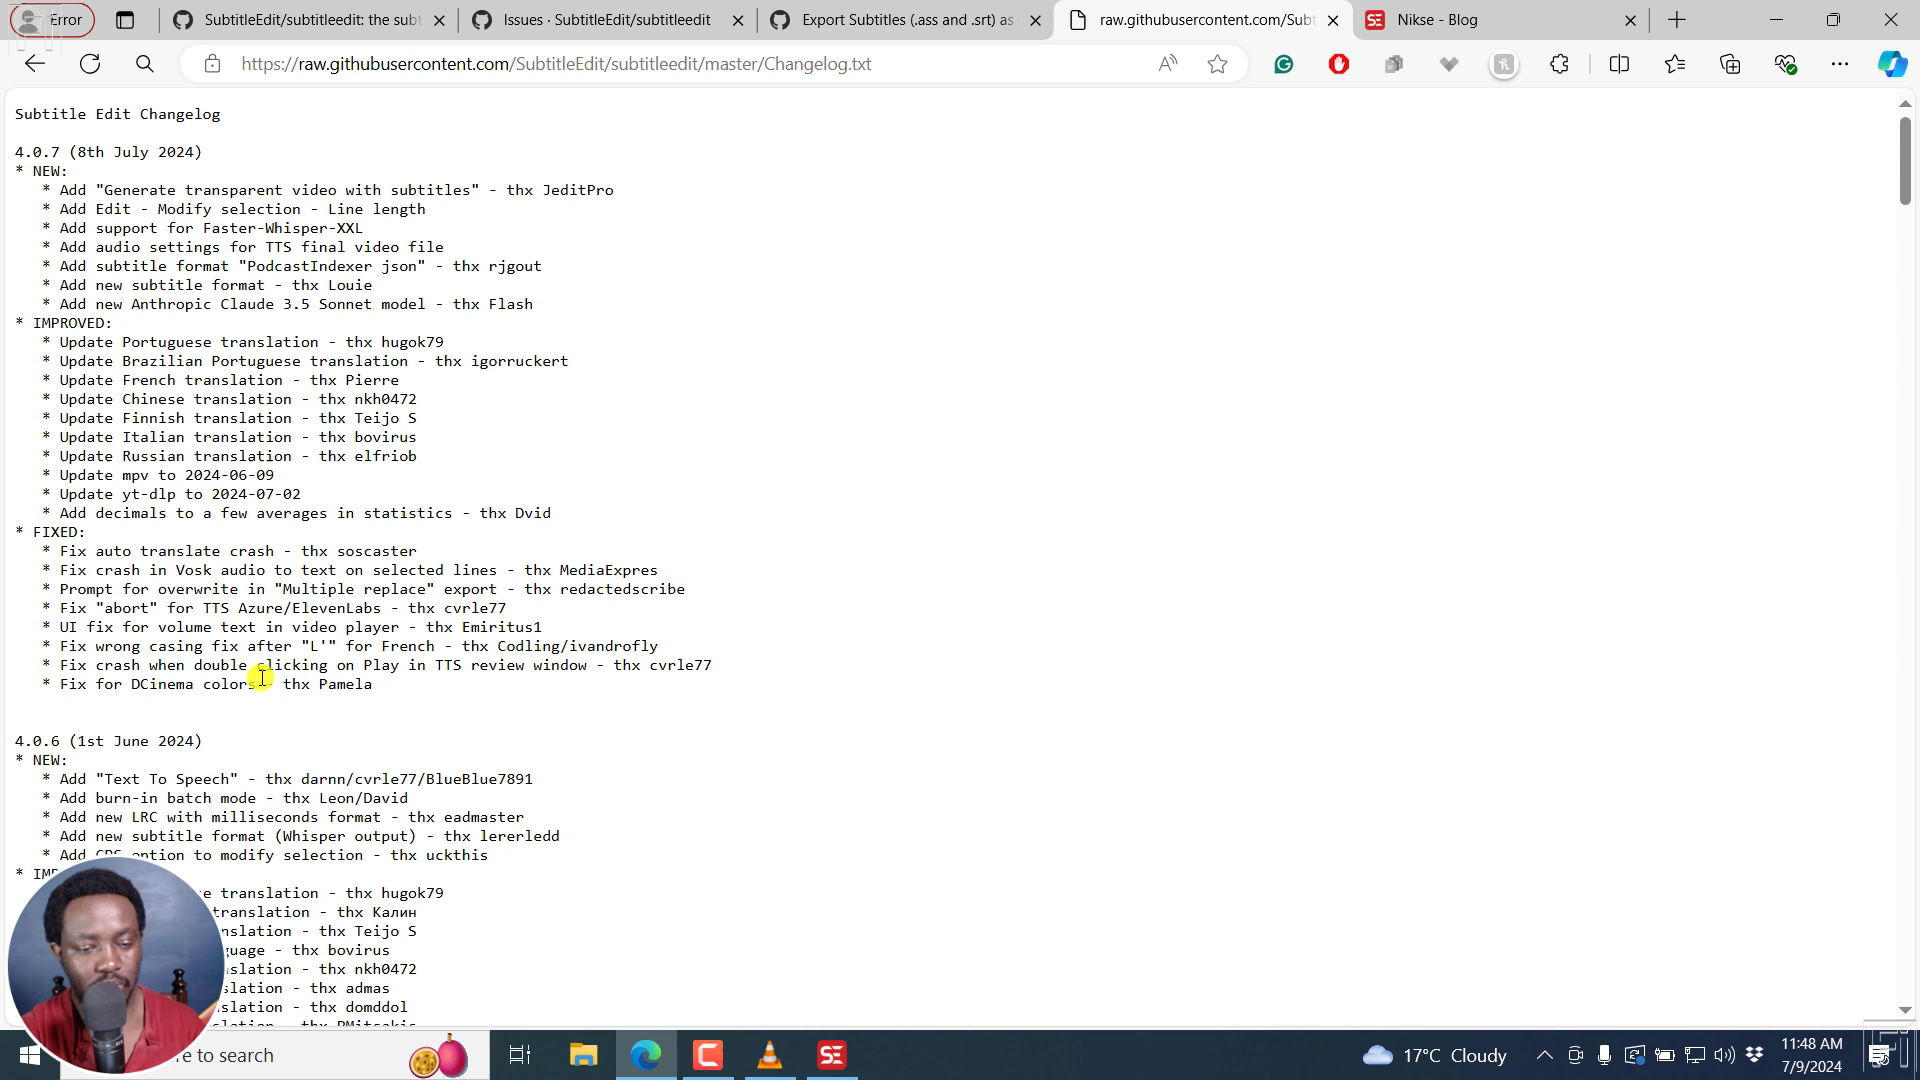 Error
SubtitleEdit/subtitleedit: the subt
Issues · SubtitleEdit/subtitleedit
Export Subtitles (.ass and .srt) as
raw.githubusercontent.com/Subt
Nikse - Blog
https://raw.githubusercontent.com/SubtitleEdit/subtitleedit/master/Changelog.txt
Subtitle Edit Changelog
4.0.7 (8th July 2024)
* NEW:
* Add "Generate transparent video with subtitles" - thx JeditPro
* Add Edit - Modify selection - Line length
* Add support for Faster-Whisper-XXL
* Add audio settings for TTS final video file
* Add subtitle format "PodcastIndexer json" - thx rjgout
* Add new subtitle format - thx Louie
* Add new Anthropic Claude 3.5 Sonnet model - thx Flash
* IMPROVED:
* Update Portuguese translation - thx hugok79
* Update Brazilian Portuguese translation - thx igorruckert
* Update French translation - thx Pierre
* Update Chinese translation - thx nkh0472
* Update Finnish translation - thx Teijo S
* Update Italian translation - thx bovirus
* Update Russian translation - thx elfriob
* Update mpv to 2024-06-09
* Update yt-dlp to 2024-07-02
* Add decimals to a few averages in statistics - thx Dvid
* FIXED:
* Fix auto translate crash - thx soscaster
* Fix crash in Vosk audio to text on selected lines - thx MediaExpres
* Prompt for overwrite in "Multiple replace" export - thx redactedscribe
* Fix "abort" for TTS Azure/ElevenLabs - thx cvrle77
* UI fix for volume text in video player - thx Emiritus1
* Fix wrong casing fix after "L'" for French - thx Codling/ivandrofly
* Fix crash when double clicking on Play in TTS review window - thx cvrle77
* Fix for DCinema colors - thx Pamela
4.0.6 (1st June 2024)
* NEW:
* Add "Text To Speech" - thx darnn/cvrle77/BlueBlue7891
* Add burn-in batch mode - thx Leon/David
* Add new LRC with milliseconds format - thx eadmaster
* Add new subtitle format (Whisper output) - thx lererledd
* Add CPS option to modify selection - thx uckthis
* IM
e translation - thx hugok79
translation - thx Калин
nslation - thx Teijo S
guage - thx bovirus
nslation - thx nkh0472
slation - thx admas
slation - thx domddol
slation - thx PMitsakis
re to search
17°C Cloudy
11:48 AM
7/9/2024